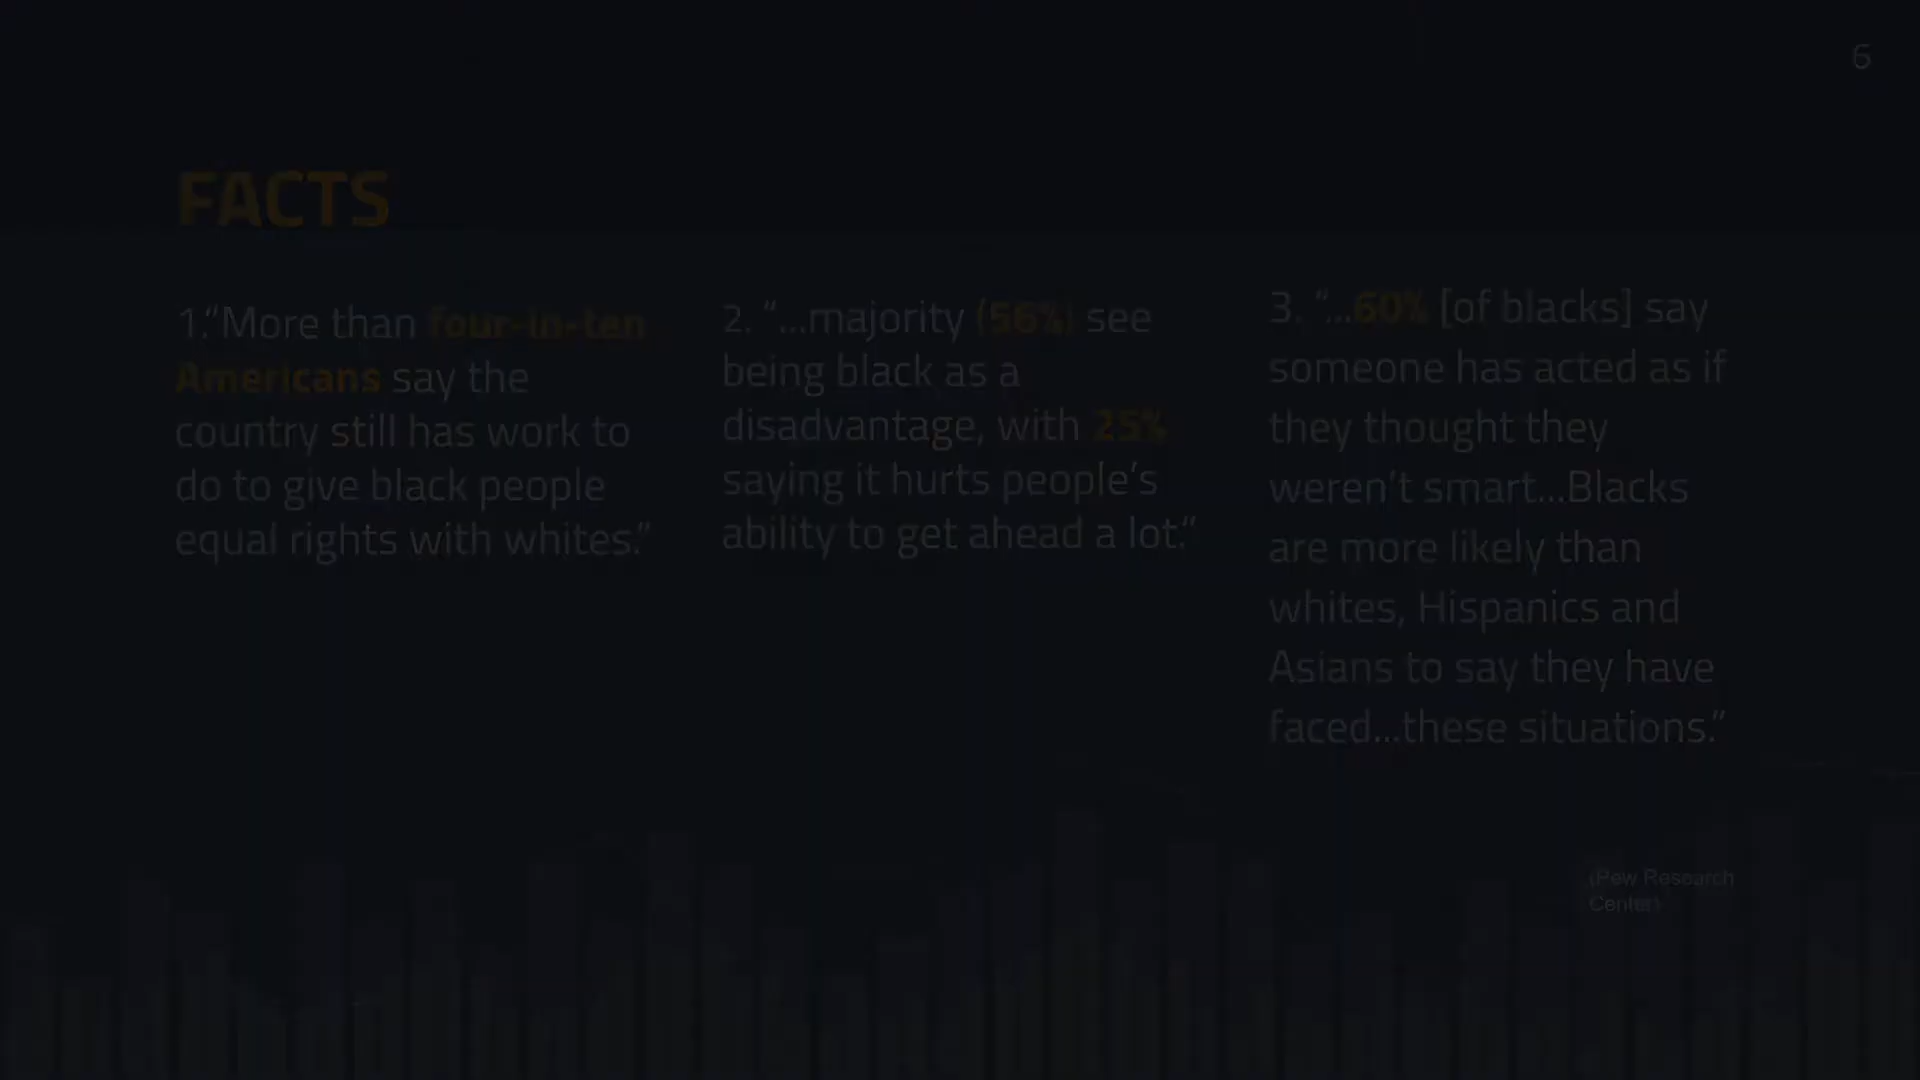 6
FACTS
1.“More than four-in-ten
Americans say the
country still has work to
do to give black people
equal rights with whites.”
2. “...majority (56%) see
being black as a
disadvantage, with 25%
saying it hurts people’s
ability to get ahead a lot.”
3. “...60% [of blacks] say
someone has acted as if
they thought they
weren’t smart...Blacks
are more likely than
whites, Hispanics and
Asians to say they have
faced...these situations.”
(Pew Research
Center)